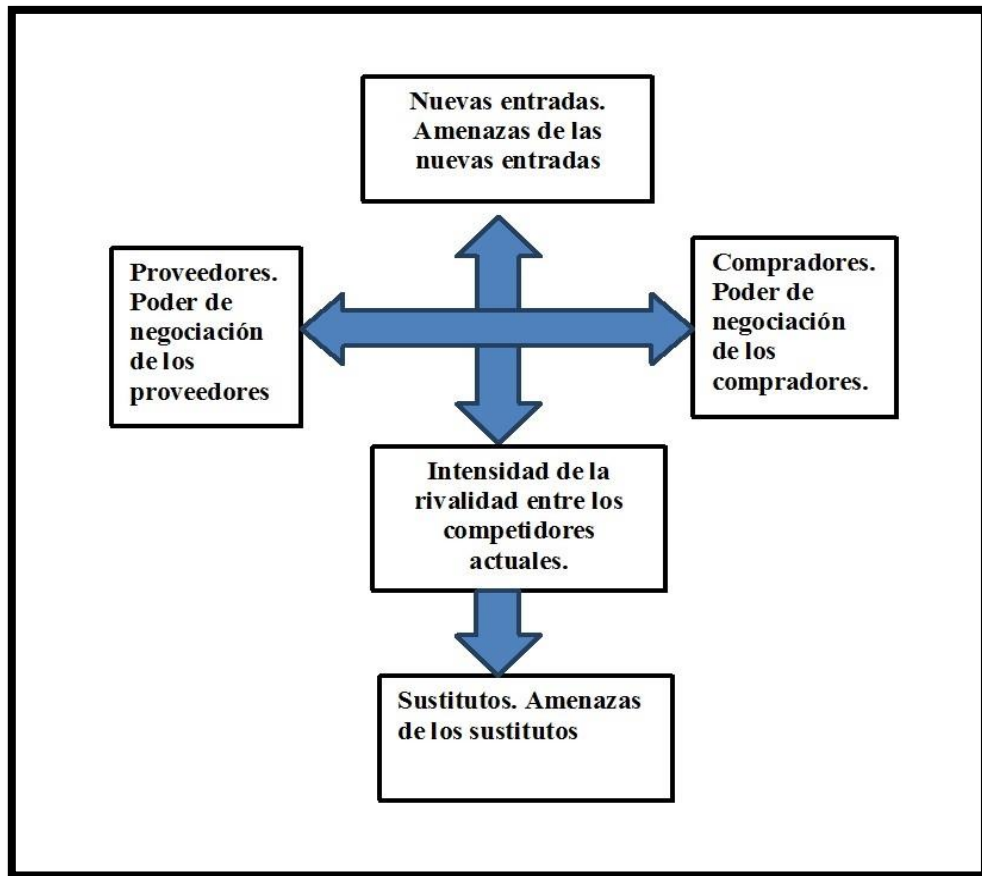 Nuevas entradas.
Amenazas de las
nuevas entradas
Proveedores.
Poder de
negociación
de los
proveedores
Compradores.
Poder de
negociación
de los
compradores.
Intensidad de la
rivalidad entre los
competidores
actuales.
Sustitutos. Amenazas
de los sustitutos